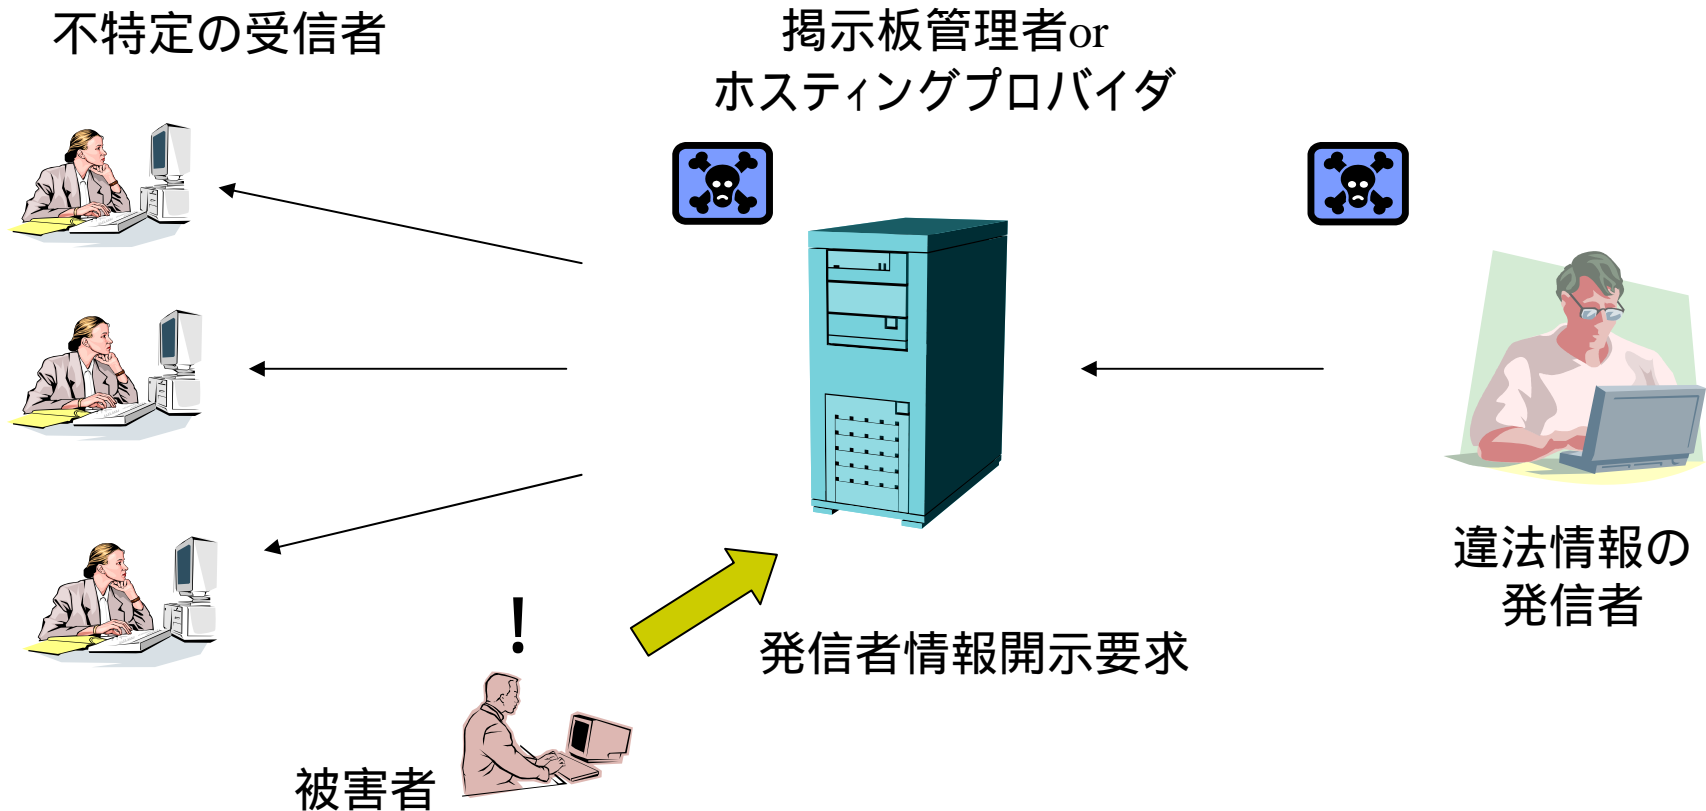 不特定の受信者
掲示板管理者or
ホスティングプロバイダ
違法情報の
発信者
!
発信者情報開示要求
被害者